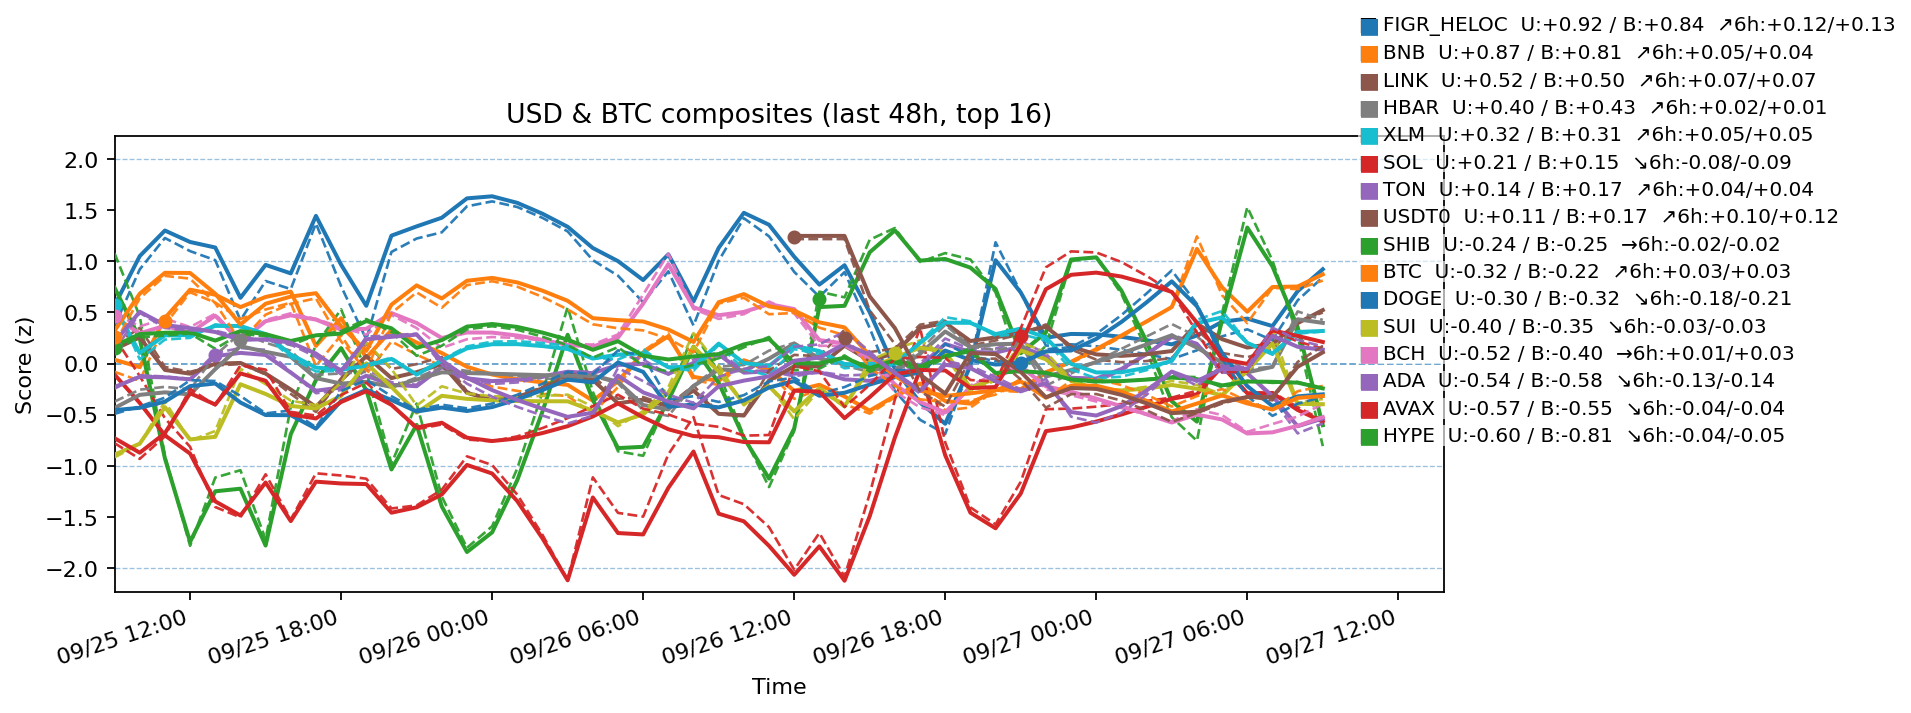 FIGR_HELOC U:+0.92 / B:+0.84 ↗6h:+0.12/+0.13
BNB U:+0.87 / B:+0.81 ↗6h:+0.05/+0.04
LINK U:+0.52 / B:+0.50 ↗6h:+0.07/+0.07
HBAR U:+0.40 / B:+0.43 ↗6h:+0.02/+0.01
XLM U:+0.32 / B:+0.31 ↗6h:+0.05/+0.05
SOL U:+0.21 / B:+0.15 ↘6h:-0.08/-0.09
TON U:+0.14 / B:+0.17 ↗6h:+0.04/+0.04
USDT0 U:+0.11 / B:+0.17 ↗6h:+0.10/+0.12
SHIB U:-0.24 / B:-0.25 →6h:-0.02/-0.02
BTC U:-0.32 / B:-0.22 ↗6h:+0.03/+0.03
DOGE U:-0.30 / B:-0.32 ↘6h:-0.18/-0.21
SUI U:-0.40 / B:-0.35 ↘6h:-0.03/-0.03
BCH U:-0.52 / B:-0.40 →6h:+0.01/+0.03
ADA U:-0.54 / B:-0.58 ↘6h:-0.13/-0.14
AVAX U:-0.57 / B:-0.55 ↘6h:-0.04/-0.04
HYPE U:-0.60 / B:-0.81 ↘6h:-0.04/-0.05
USD & BTC composites (last 48h, top 16)
Score (z)
2.0
1.5
1.0
0.5
0.0
−0.5
−1.0
−1.5
−2.0
09/25 12:00
09/25 18:00
09/26 00:00
09/26 06:00
09/26 12:00
09/26 18:00
09/27 00:00
09/27 06:00
09/27 12:00
Time